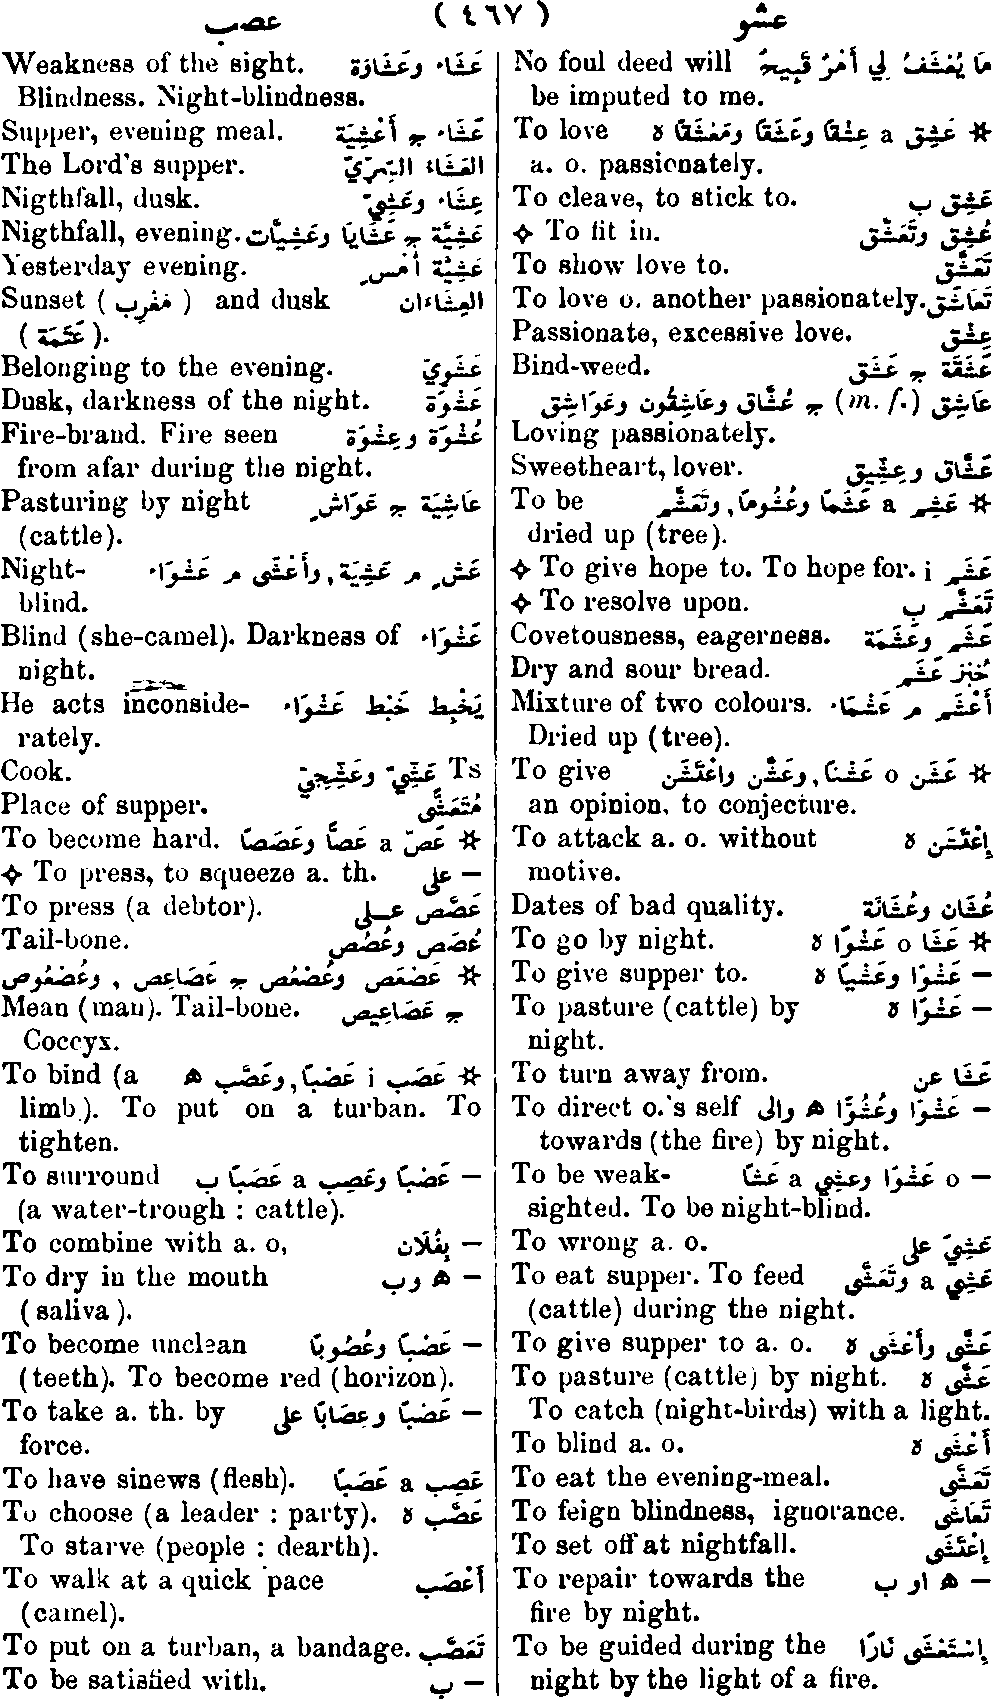 عشو ( ٤٦٧ ) عصب
No foul deed will مَا يُعْشَفُ لِي أَمْرٌ قَبِيحٌ
be imputed to me.
To love ✡ عَشِق a عِشْقًا وعَشَقًا ومَعْشَقًا ه
a. o. passionately.
To cleave, to stick to. عَشِق ب
✧ To fit in. عُشِق وتَعَشَّق
To show love to. تَعَشَّق
To love o. another passionately. تَعَاشَق
Passionate, excessive love. عِشْق
Bind-weed. عَشَقَة ج عَشَق
عَاشِق (m. f.) ج عُشَّاق وعَاشِقُون وعَوَاشِق
Loving passionately.
Sweetheart, lover. عَشَّاق وعِشِّيق
To be ✡ عَشِم a عَشَمًا وعُشُومًا, وتَعَشَّم
dried up (tree).
✧ To give hope to. To hope for. i عَشَم
✧ To resolve upon. تَعَشَّم ب
Covetousness, eagerness. عَشَم وعَشَمَة
Dry and sour bread. خُبْز عَشَم
Mixture of two colours. أَعْشَم م عَشْمَاء
Dried up (tree).
To give ✡ عَشَن o عَشْنًا, وعَشَّن واعْتَشَن
an opinion, to conjecture.
To attack a. o. without إِعْتَشَن ه
motive.
Dates of bad quality. عُشَان وعُشَانَة
To go by night. ✡ عَشَا o عَشْوًا ه
To give supper to. – عَشْوًا وعَشْيًا ه
To pasture (cattle) by – عَشْوًا ه
night.
To turn away from. عَشَا عن
To direct o.'s self – عَشْوًا وعُشُوًّا ه والى
towards (the fire) by night.
To be weak- – o عَشْوًا وعشِي a عَشًا
sighted. To be night-blind.
To wrong a. o. عَشِيَ على
To eat supper. To feed عَشِي a وتَعَشَّى
(cattle) during the night.
To give supper to a. o. عَشَّى وأَعْشَى ه
To pasture (cattle) by night. عَشَّى ه
To catch (night-birds) with a light.
To blind a. o. أَعْشَى ه
To eat the evening-meal. تَعَشَّى
To feign blindness, ignorance. تَعَاشَى
To set off at nightfall. إِعْتَشَى
To repair towards the – ه او ب
fire by night.
To be guided during the إِسْتَعْشَى نَارًا
night by the light of a fire.
Weakness of the sight. عَشَاء وعَشَاوَة
Blindness. Night-blindness.
Supper, evening meal. عَشَاء ج أَعْشِيَة
The Lord's supper. العَشَاء السِّرِّيّ
Nigthfall, dusk. عِشَاء وعَشِيّ
Nigthfall, evening. عَشِيَّة ج عَشَايَا وعَشِيَّات
Yesterday evening. عَشِيَّة أَمْسِ
Sunset ( مَغْرِب ) and dusk العِشَاءَان
( عَتَمَة ).
Belonging to the evening. عَشَوِيّ
Dusk, darkness of the night. عَشْوَة
Fire-brand. Fire seen عُشْوَة وعِشْوَة
from afar during the night.
Pasturing by night عَاشِيَة ج عَوَاشٍ
(cattle).
Night- عَشٍ م عَشِيَة, وأَعْشَى م عَشْوَاء
blind.
Blind (she-camel). Darkness of عَشْوَاء
night.
He acts inconside- يَخْبِط خَبْط عَشْوَاء
rately.
Cook. Ts عَشِّيّ وعَشِّجِيّ
Place of supper. مُتَعَشًّى
To become hard. ✡ عَصّ a عَصًّا وعَصَصًا
✧ To press, to squeeze a. th. – على
To press (a debtor). عَصَّص عـلـى
Tail-bone. عُصَص وعُصُص
✡ عَصْعَص وعُصْعُص ج عَصَاعِص , وعُصْعُوص
Mean (man). Tail-bone. ج عَصَاعِيص
Coccyx.
To bind (a ✡ عَصَب i عَصْبًا, وعَصَّب ه
limb.). To put on a turban. To
tighten.
To surround – عَصْبًا وعَصِب a عَصَبًا ب
(a water-trough : cattle).
To combine with a. o, – بِفُلَان
To dry in the mouth – ه وب
(saliva).
To become unclean – عَصْبًا وعُصُوبًا
(teeth). To become red (horizon).
To take a. th. by – عَصْبًا وعِصَابًا على
force.
To have sinews (flesh). عَصِب a عَصَبًا
To choose (a leader : party). عَصَّب ه
To starve (people : dearth).
To walk at a quick pace أَعْصَب
(camel).
To put on a turban, a bandage. تَعَصَّب
To be satisfied with. – ب